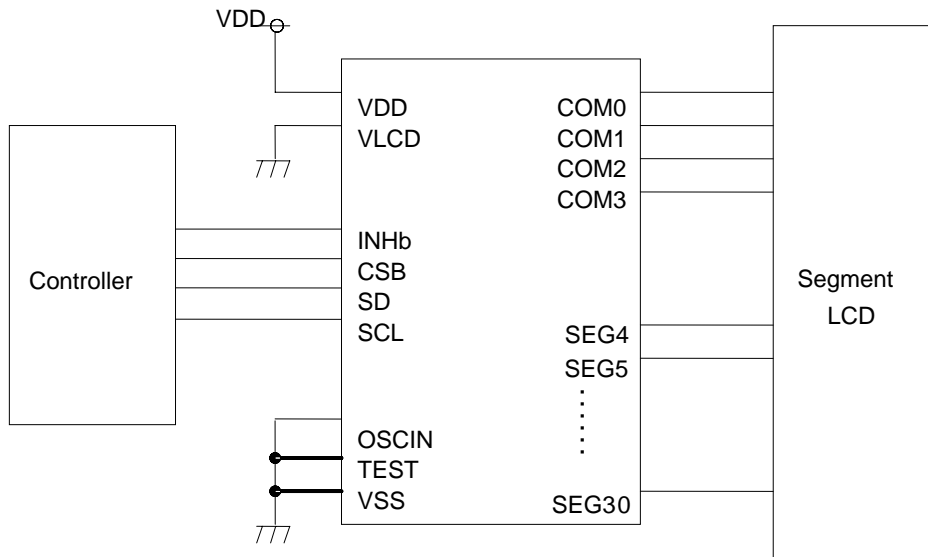 VDD
VDD
VLCD
INHb
CSB
SD
SCL
OSCIN
TEST
VSS
COM0
COM1
COM2
COM3
SEG4
SEG5
SEG30
Controller
Segment
LCD